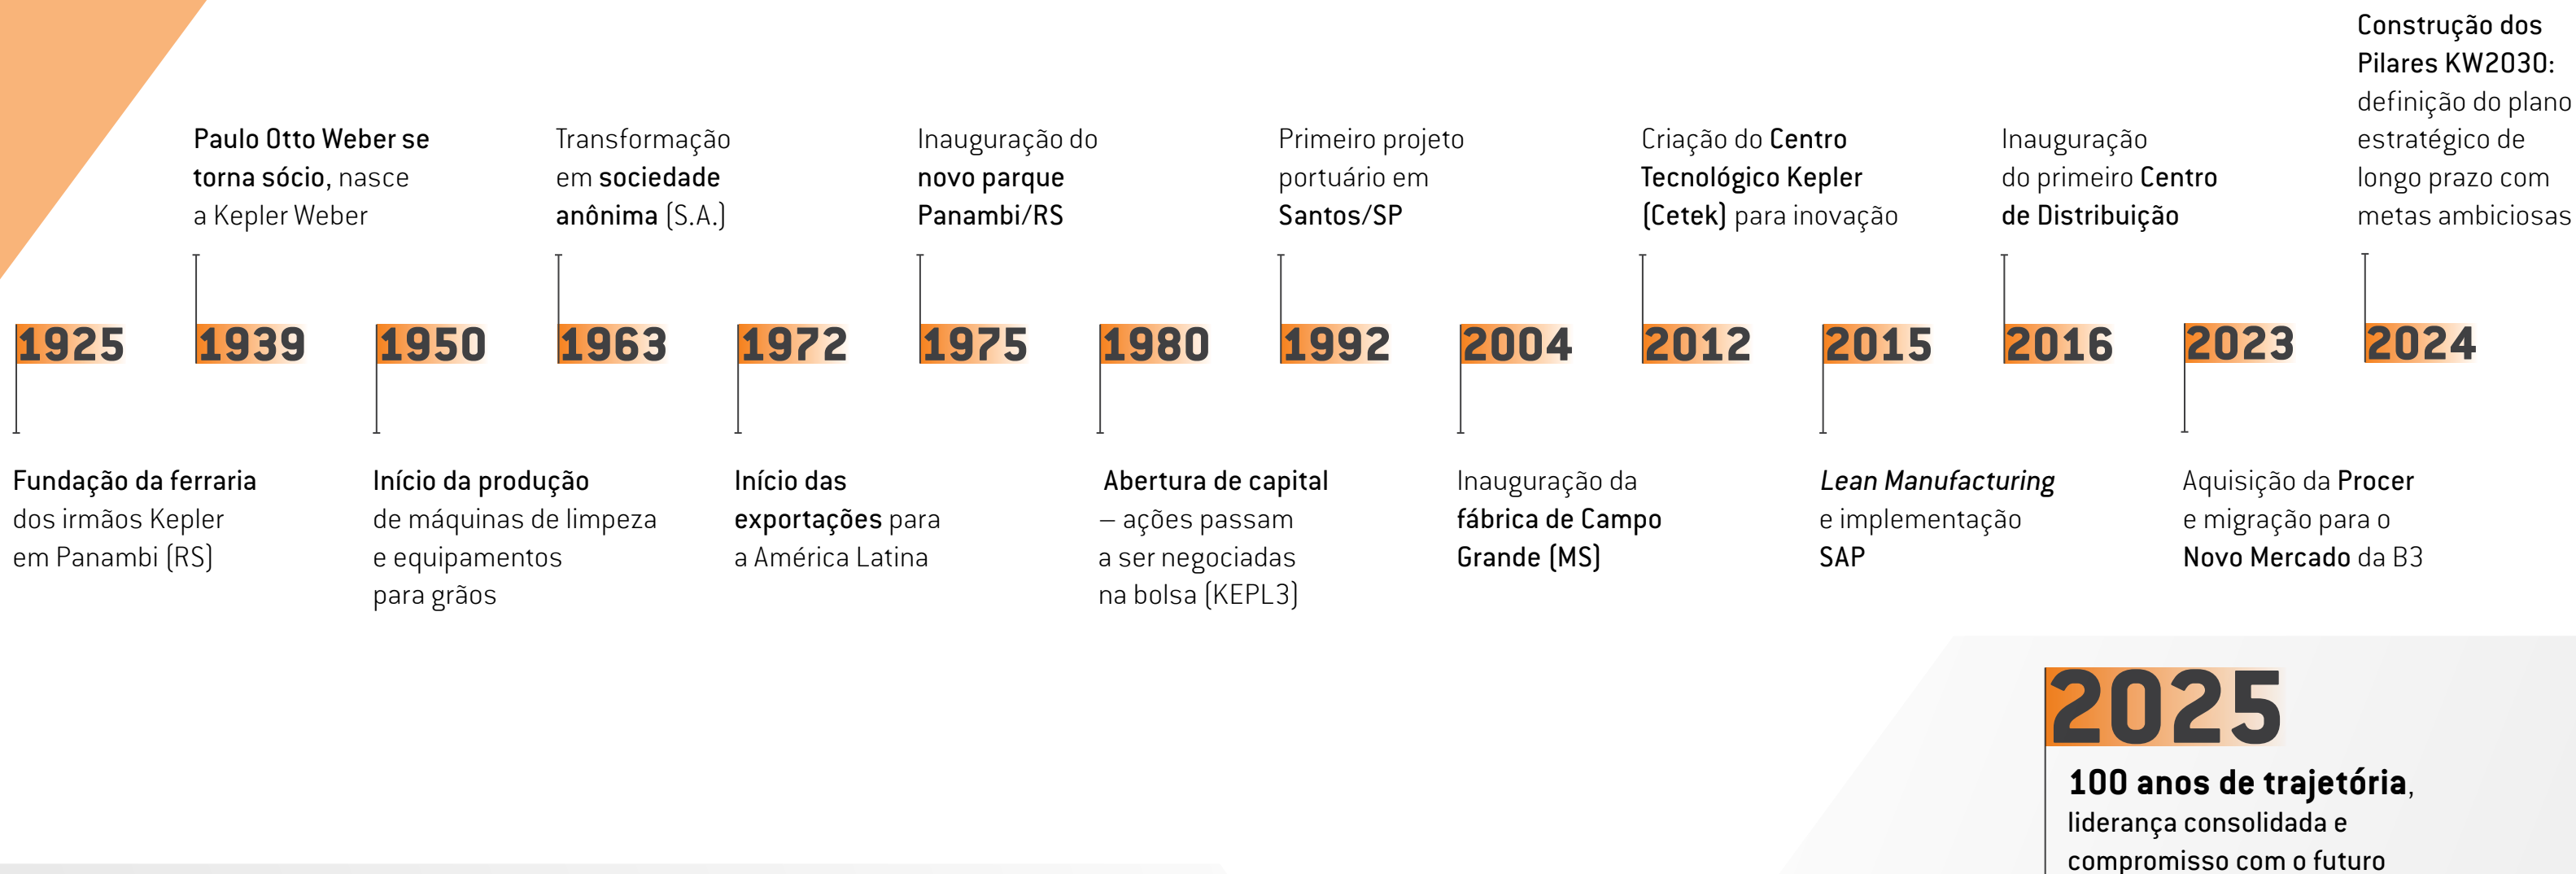 1925
Fundação da ferraria
dos irmãos Kepler
em Panambi (RS)
Paulo Otto Weber se
torna sócio, nasce
a Kepler Weber
1939
1950
Início da produção
de máquinas de limpeza
e equipamentos
para grãos
Transformação
em sociedade
anônima (S.A.)
1963
1972
Início das
exportações para
a América Latina
Inauguração do
novo parque
Panambi/RS
1975
1980
Abertura de capital
– ações passam
a ser negociadas
na bolsa (KEPL3)
Primeiro projeto
portuário em
Santos/SP
1992
2004
Inauguração da
fábrica de Campo
Grande (MS)
Criação do Centro
Tecnológico Kepler
(Cetek) para inovação
2012
2015
Lean Manufacturing
e implementação
SAP
Inauguração
do primeiro Centro
de Distribuição
2016
2023
Aquisição da Procer
e migração para o
Novo Mercado da B3
Construção dos
Pilares KW2030:
definição do plano
estratégico de
longo prazo com
metas ambiciosas
2024
2025
100 anos de trajetória,
liderança consolidada e
compromisso com o futuro